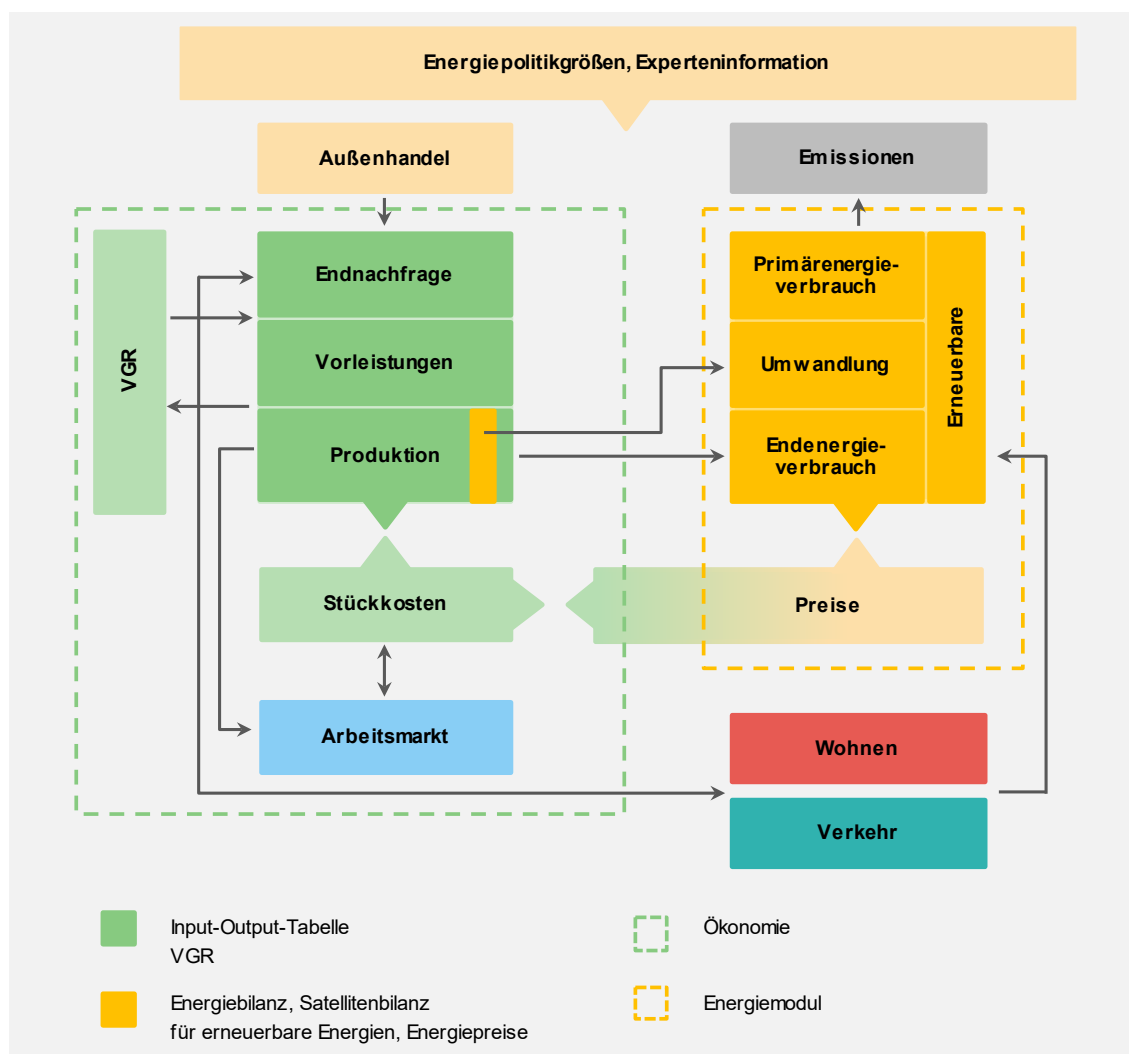 Energiepolitikgrößen, Experteninformation
Außenhandel
Emissionen
VGR
Endnachfrage
Vorleistungen
Produktion
Primärenergie-
verbrauch
Umwandlung
Endenergie-
verbrauch
Erneuerbare
Stückkosten
Preise
Arbeitsmarkt
Wohnen
Verkehr
Input-Output-Tabelle
VGR
Ökonomie
Energiebilanz, Satellitenbilanz
für erneuerbare Energien, Energiepreise
Energiemodul